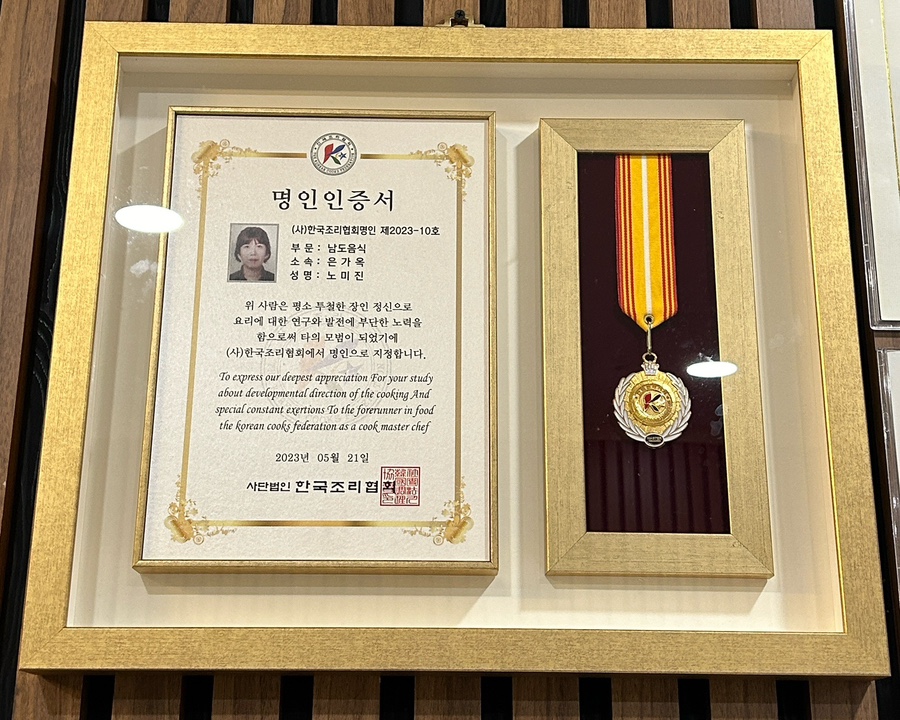 명인인증서
(사)한국조리협회명인 제2023-10호
부 문 : 남도음식
소 속 : 은 가 옥
성 명 : 노 미 진
위 사람은 평소 투철한 장인 정신으로
요리에 대한 연구와 발전에 부단한 노력을
함으로써 타의 모범이 되었기에
(사)한국조리협회에서 명인으로 지정합니다.
To express our deepest appreciation For your study
about developmental direction of the cooking And
special constant exertions To the forerunner in food
the korean cooks federation as a cook master chef
2023년 05월 21일
사단법인 한국조리협회